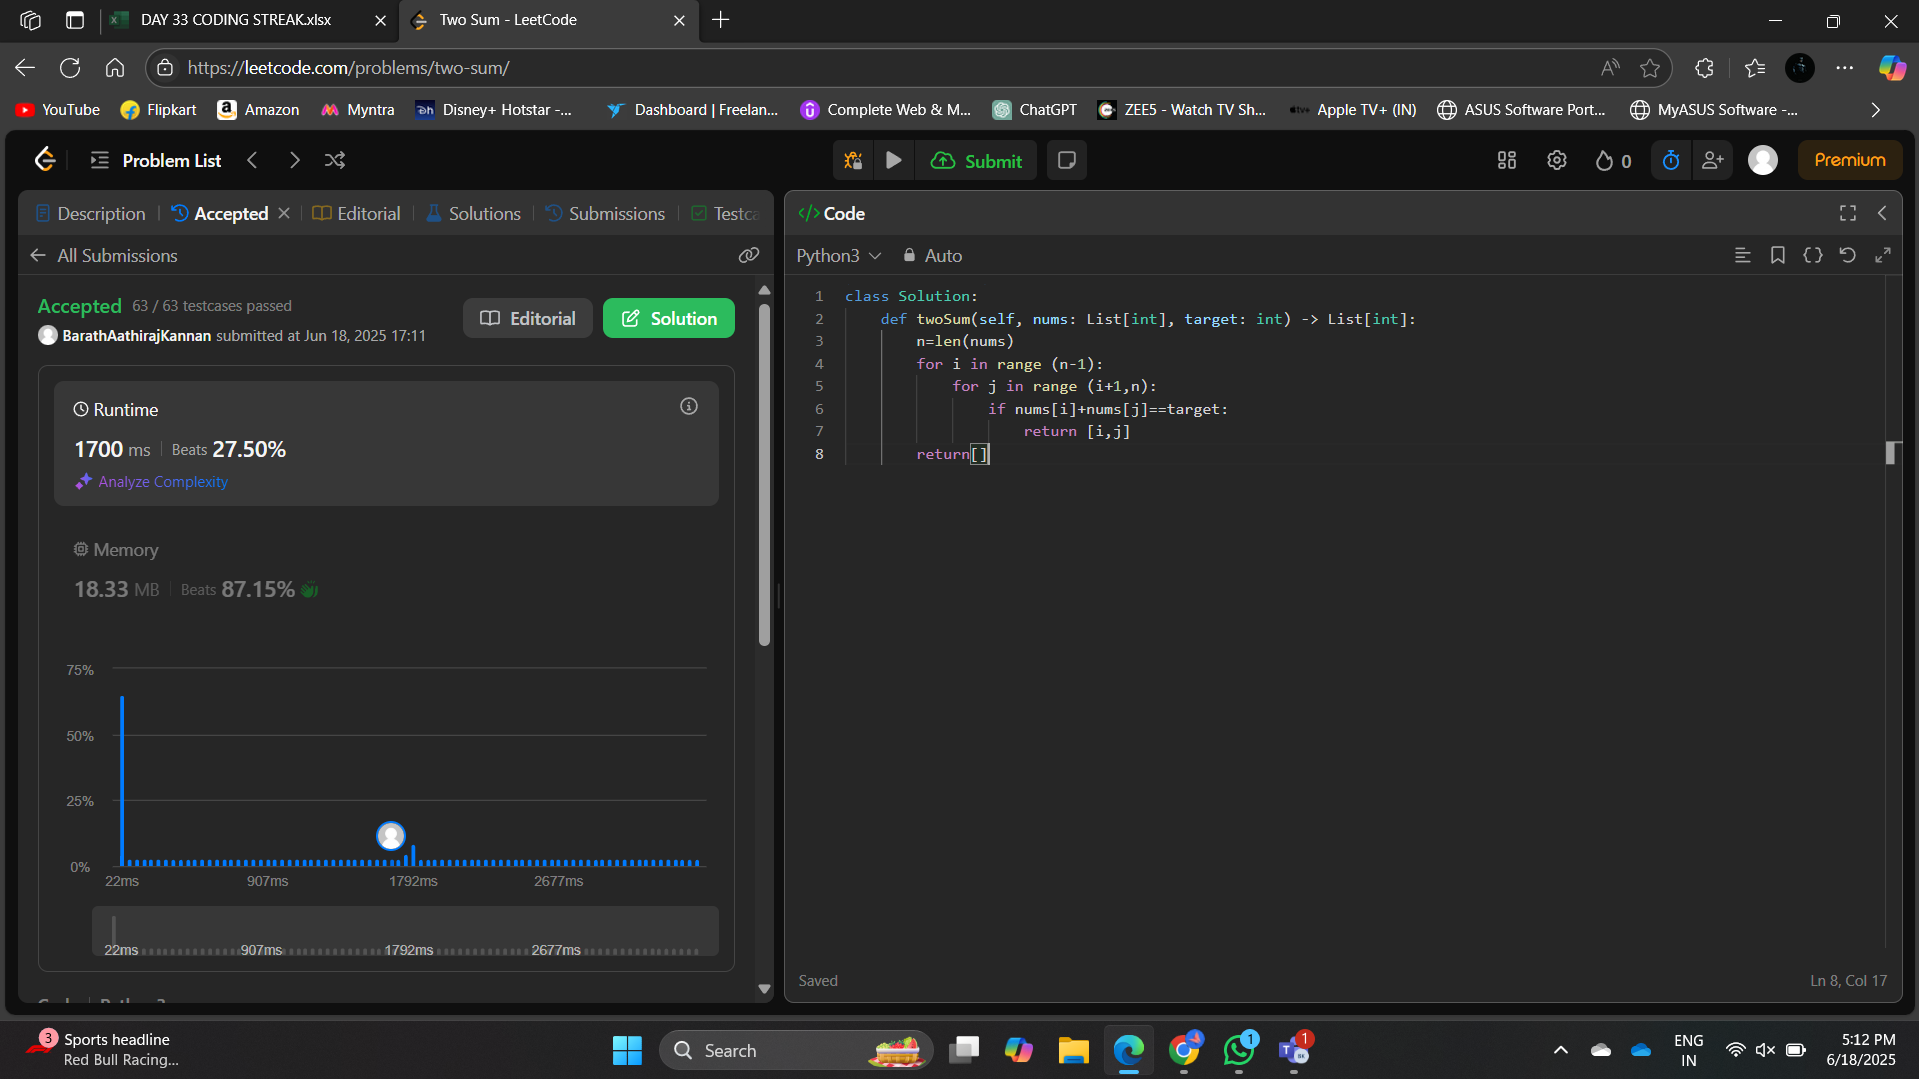 DAY 33 CODING STREAK.xlsx
Two Sum - LeetCode
https://leetcode.com/problems/two-sum/
YouTube
Flipkart
Amazon
Myntra
Disney+ Hotstar -...
Dashboard | Freelan...
Complete Web & M...
ChatGPT
ZEE5 - Watch TV Sh...
Apple TV+ (IN)
ASUS Software Port...
MyASUS Software -...
Problem List
Submit
0
Premium
Description
Accepted
Editorial
Solutions
Submissions
Testca
All Submissions
Accepted 63 / 63 testcases passed
BarathAathirajKannan submitted at Jun 18, 2025 17:11
Editorial
Solution
Runtime
1700 ms Beats 27.50%
Analyze Complexity
Memory
18.33 MB Beats 87.15%
75%
50%
25%
0%
22ms 907ms 1792ms 2677ms
22ms 907ms 1792ms 2677ms
Code
Python3
Auto
1 class Solution:
2 def twoSum(self, nums: List[int], target: int) -> List[int]:
3 n=len(nums)
4 for i in range (n-1):
5 for j in range (i+1,n):
6 if nums[i]+nums[j]==target:
7 return [i,j]
8 return[]
Saved
Ln 8, Col 17
3
Sports headline
Red Bull Racing...
Search
1
1
ENG
IN
5:12 PM
6/18/2025